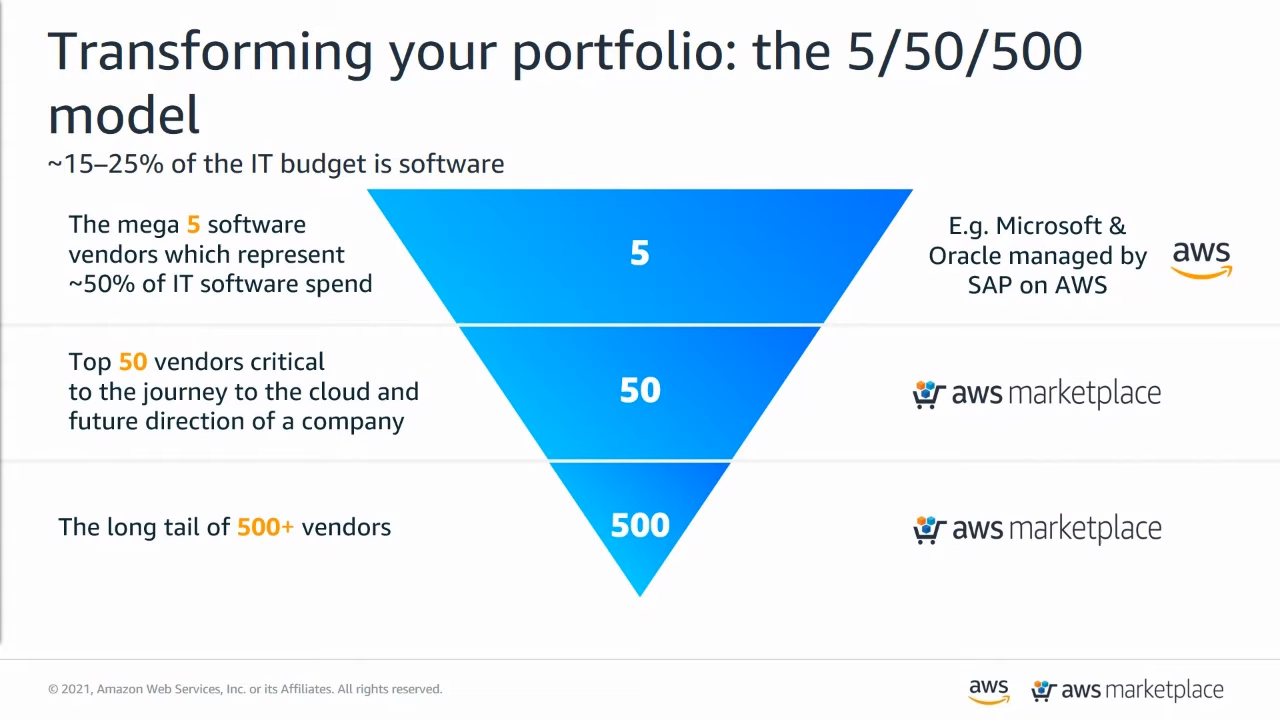 Transforming your portfolio: the 5/50/500
model
~15–25% of the IT budget is software
The mega 5 software
vendors which represent
~50% of IT software spend
5
E.g. Microsoft &
Oracle managed by
SAP on AWS
aws
Top 50 vendors critical
to the journey to the cloud and
future direction of a company
50
aws marketplace
The long tail of 500+ vendors
500
aws marketplace
© 2021, Amazon Web Services, Inc. or its Affiliates. All rights reserved.
aws
aws marketplace